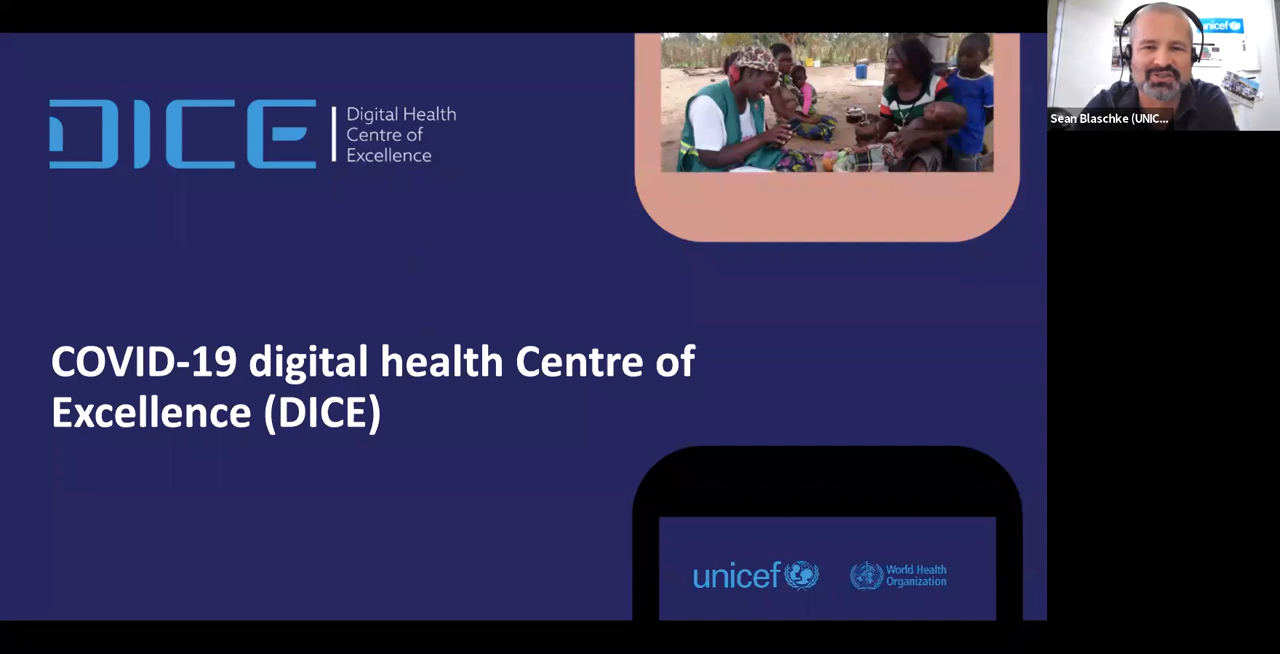 DICE
Digital Health
Centre of
Excellence
unicef
Sean Blaschke (UNIC...
COVID-19 digital health Centre of
Excellence (DICE)
unicef
World Health
Organization